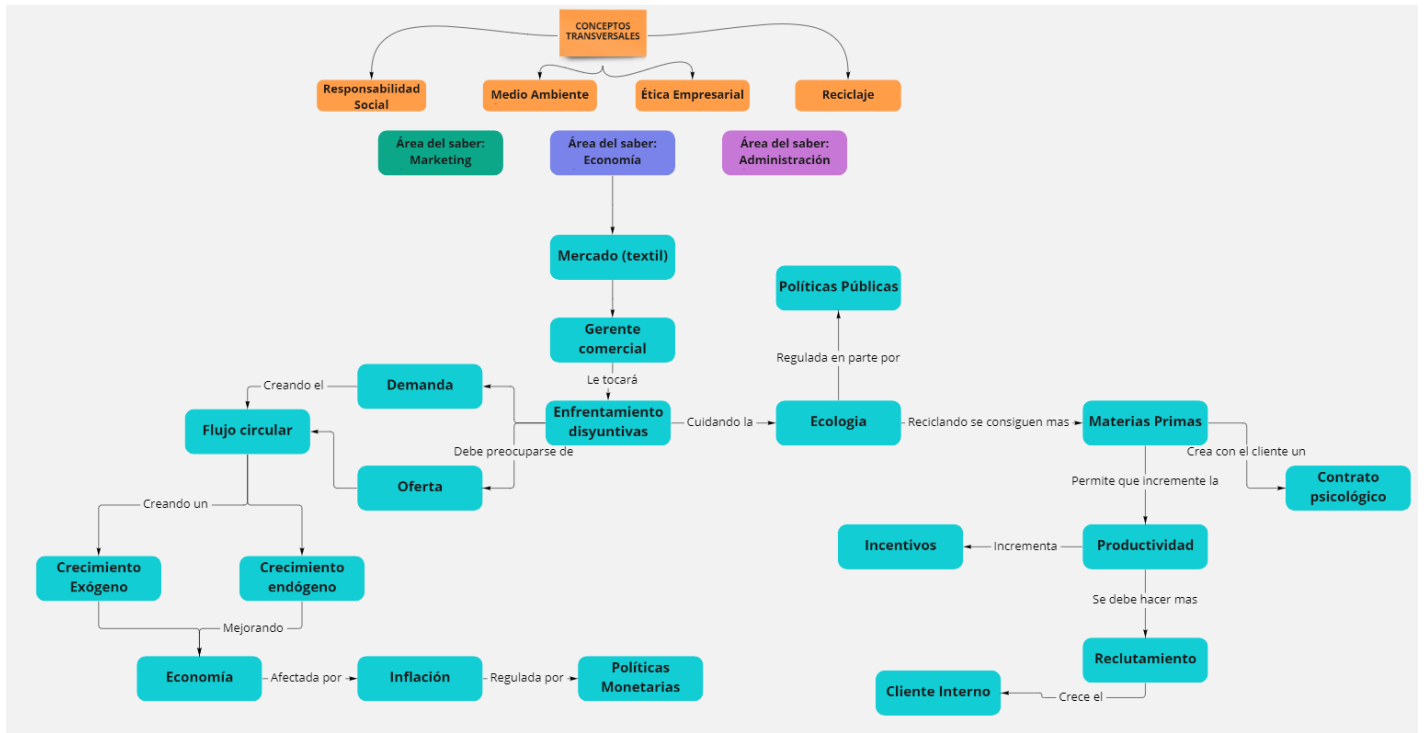 CONCEPTOS
TRANSVERSALES
Responsabilidad
Social
Medio Ambiente
Ética Empresarial
Reciclaje
Área del saber:
Marketing
Área del saber:
Economía
Área del saber:
Administración
Mercado (textil)
Políticas Públicas
Gerente
comercial
Regulada en parte por
Le tocará
Creando el
Demanda
Flujo circular
Enfrentamiento
disyuntivas
Cuidando la
Ecologia
Reciclando se consiguen mas
Materias Primas
Debe preocuparse de
Crea con el cliente un
Oferta
Permite que incremente la
Contrato
psicológico
Creando un
Incentivos
Incrementa
Productividad
Crecimiento
Exógeno
Crecimiento
endógeno
Se debe hacer mas
Mejorando
Reclutamiento
Economía
Afectada por
Inflación
Regulada por
Políticas
Monetarias
Cliente Interno
Crece el